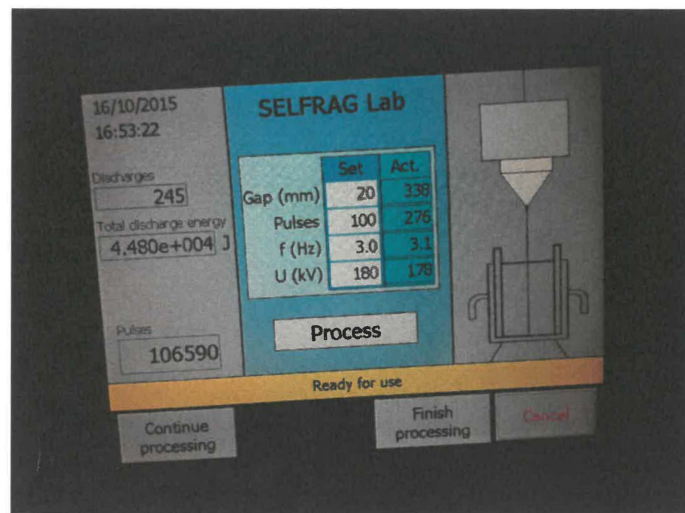 16/10/2015
16:53:22
Discharges
245
Total discharge energy
4.480e+004 J
Pulses
106590
SELFRAG Lab
Set Act.
Gap (mm) 20 338
Pulses 100 276
f (Hz) 3.0 3.1
U (kV) 180 178
Process
Ready for use
Continue
processing
Finish
processing
Cancel